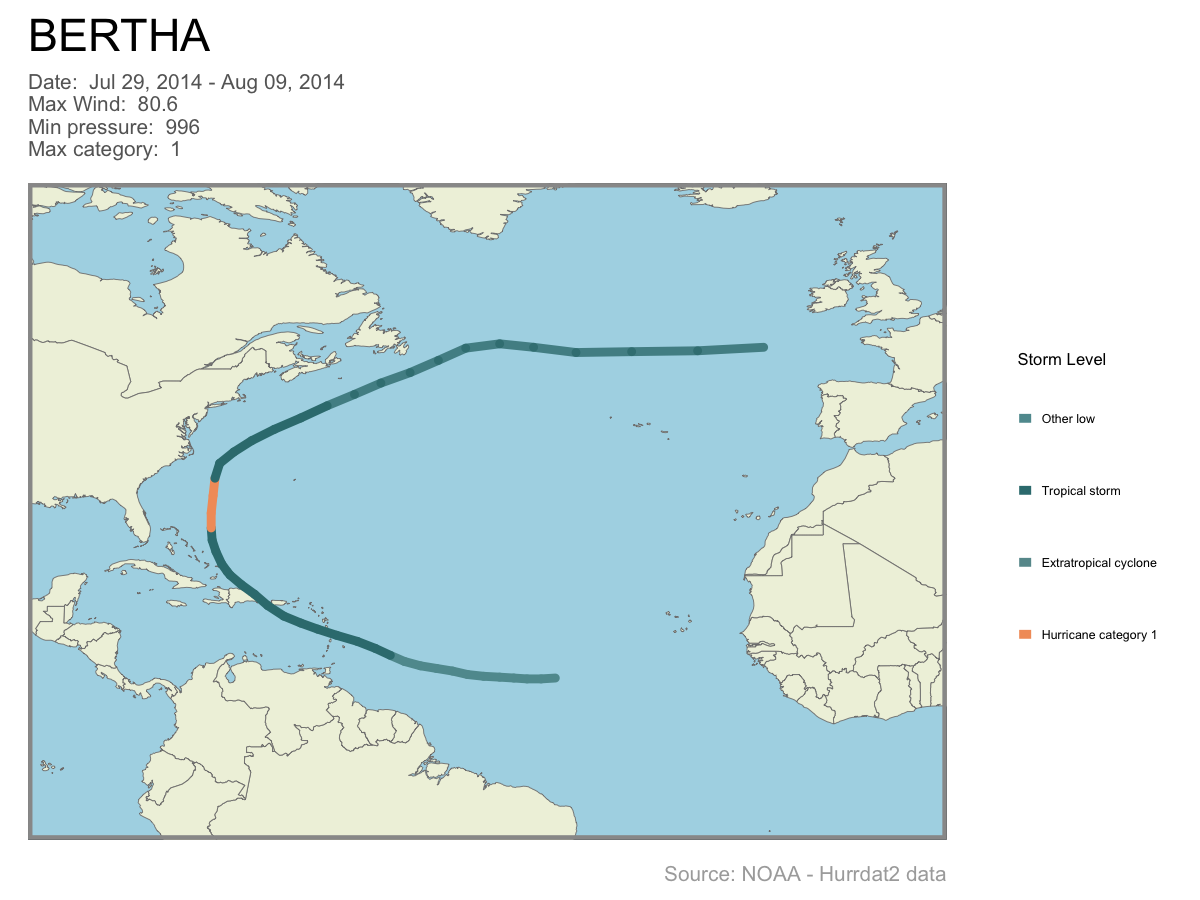 BERTHA
Date:  Jul 29, 2014 - Aug 09, 2014
Max Wind:  80.6
Min pressure:  996
Max category:  1
Storm Level
Other low
Tropical storm
Extratropical cyclone
Hurricane category 1
Source: NOAA - Hurrdat2 data